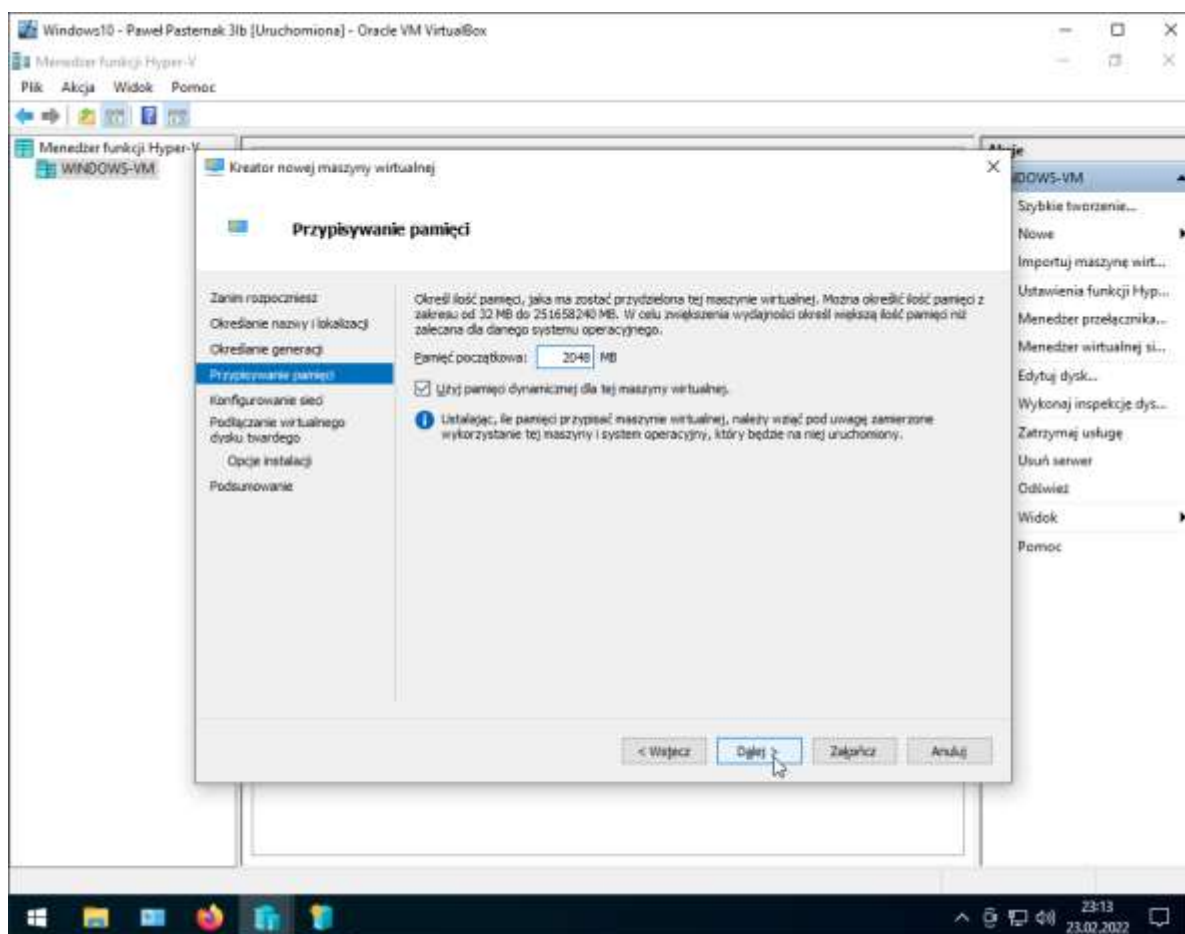 Windows10 - Paweł Pasternak 3lb [Uruchomiona] - Oracle VM VirtualBox
Menedżer funkcji Hyper-V
Plik Akcja Widok Pomoc
Menedżer funkcji Hyper-V
WINDOWS-VM
Kreator nowej maszyny wirtualnej
Przypisywanie pamięci
Zanim rozpoczniesz
Określanie nazwy i lokalizacji
Określanie generacji
Przypisywanie pamięci
Konfigurowanie sieci
Podłączanie wirtualnego
dysku twardego
Opcje instalacji
Podsumowanie
Określ ilość pamięci, jaka ma zostać przydzielona tej maszynie wirtualnej. Można określić ilość pamięci z
zakresu od 32 MB do 251658240 MB. W celu zwiększenia wydajności określ większą ilość pamięci niż
zalecana dla danego systemu operacyjnego.
Pamięć początkowa: 2048 MB
Użyj pamięci dynamicznej dla tej maszyny wirtualnej.
Ustalając, ile pamięci przypisać maszynie wirtualnej, należy wziąć pod uwagę zamierzone
wykorzystanie tej maszyny i system operacyjny, który będzie na niej uruchomiony.
< Wstecz Dalej > Zakończ Anuluj
DOWS-VM
Szybkie tworzenie...
Nowe
Importuj maszynę wirt...
Ustawienia funkcji Hyp...
Menedżer przełącznika...
Menedżer wirtualnej si...
Edytuj dysk...
Wykonaj inspekcję dys...
Zatrzymaj usługę
Usuń serwer
Odśwież
Widok
Pomoc
23:13
23.02.2022